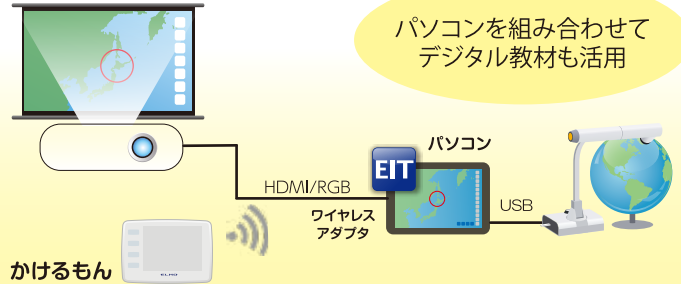 パソコンを組み合わせて
デジタル教材も活用
パソコン
EIT
HDMI/RGB
ワイヤレス
アダプタ
USB
かけるもん
ELMO